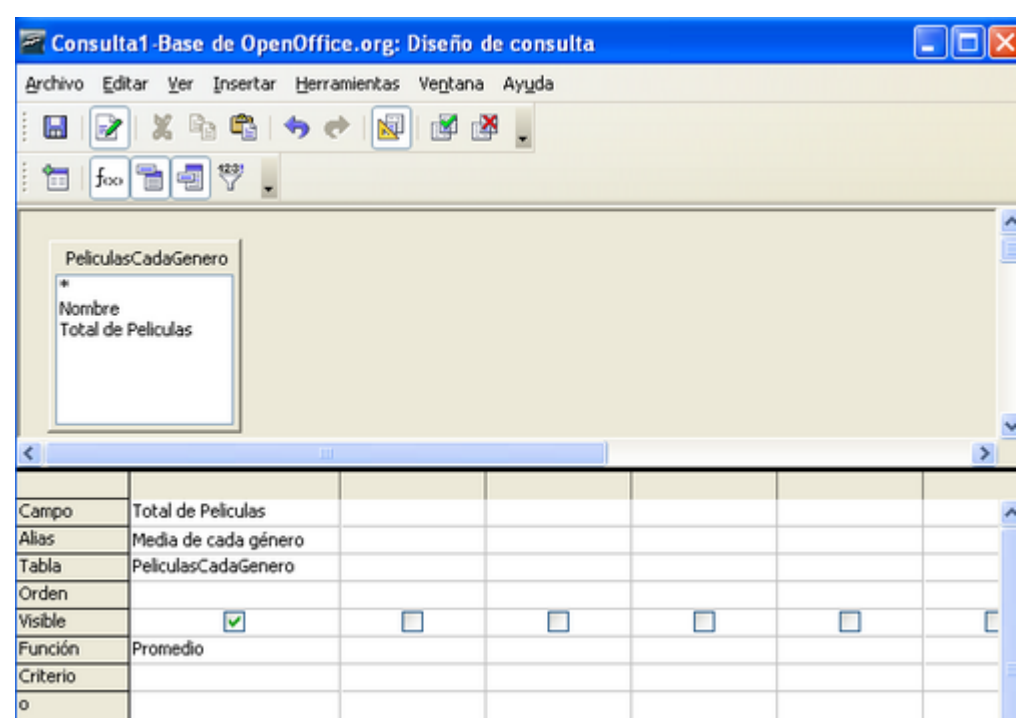 Consulta1-Base de OpenOffice.org: Diseño de consulta
Archivo Editar Ver Insertar Herramientas Ventana Ayuda
f(x) 123!
PeliculasCadaGenero
*
Nombre
Total de Peliculas
Campo Total de Peliculas
Alias Media de cada género
Tabla PeliculasCadaGenero
Orden
Visible
Función Promedio
Criterio
o